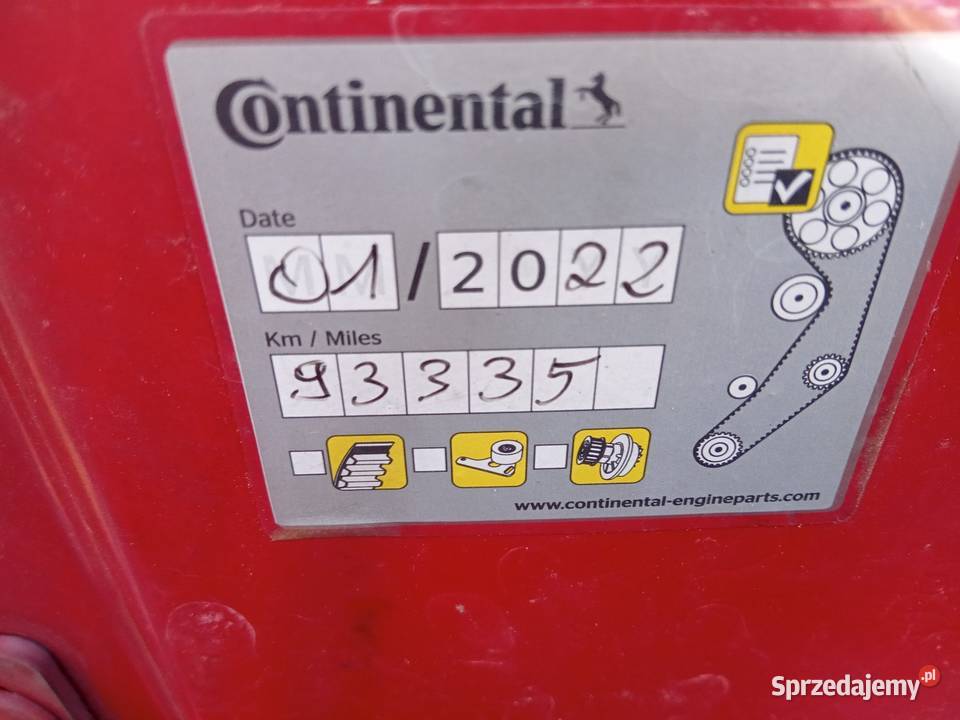 Continental
Date
01/2022
Km / Miles
93335
www.continental-engineparts.com
Sprzedajemy.pl